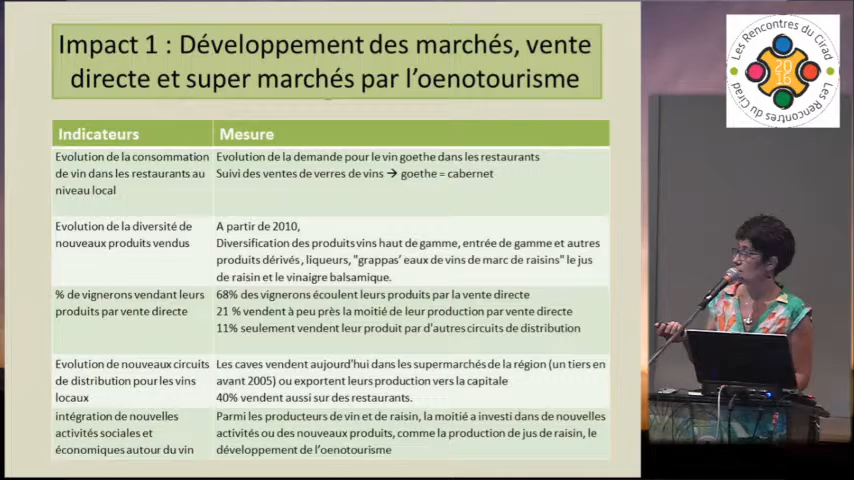 Impact 1 : Développement des marchés, vente
directe et super marchés par l'oenotourisme
Indicateurs Mesure
Evolution de la consommation
de vin dans les restaurants au
niveau local
Evolution de la demande pour le vin goethe dans les restaurants
Suivi des ventes de verres de vins → goethe = cabernet
Evolution de la diversité de
nouveaux produits vendus
A partir de 2010,
Diversification des produits vins haut de gamme, entrée de gamme et autres
produits dérivés, liqueurs, "grappas' eaux de vins de marc de raisins" le jus
de raisin et le vinaigre balsamique.
% de vignerons vendant leurs
produits par vente directe
68% des vignerons écoulent leurs produits par la vente directe
21 % vendent à peu près la moitié de leur production par vente directe
11% seulement vendent leur produit par d'autres circuits de distribution
Evolution de nouveaux circuits
de distribution pour les vins
locaux
Les caves vendent aujourd'hui dans les supermarchés de la région (un tiers en
avant 2005) ou exportent leurs production vers la capitale
40% vendent aussi sur des restaurants.
intégration de nouvelles
activités sociales et
économiques autour du vin
Parmi les producteurs de vin et de raisin, la moitié a investi dans de nouvelles
activités ou des nouveaux produits, comme la production de jus de raisin, le
développement de l'oenotourisme
Les Rencontres du Cirad
2016
Les Rencontres du Cirad